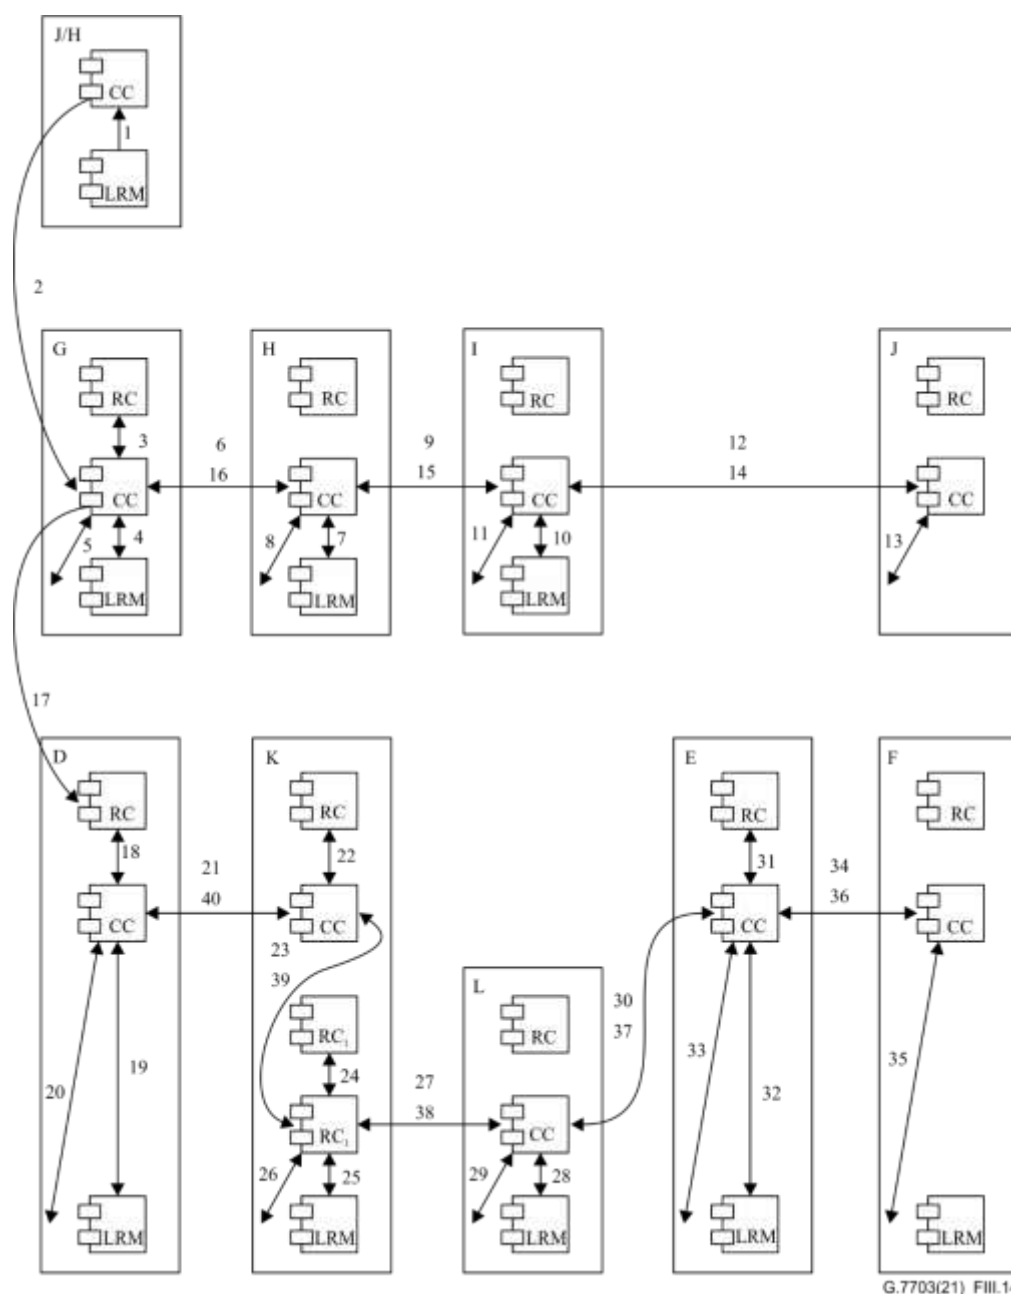 J/H
CC
1
LRM
2
G
H
I
J
RC
RC
RC
RC
3
6
9
12
16
15
14
CC
CC
CC
CC
5
4
8
7
11
10
13
LRM
LRM
LRM
17
D
K
E
F
RC
RC
RC
RC
18
22
31
21
34
40
36
CC
CC
CC
CC
23
39
L
30
37
RC₁
RC
33
35
19
24
27
20
32
38
RC₁
CC
26
25
29
28
LRM
LRM
LRM
LRM
LRM
G.7703(21)_FIII.1